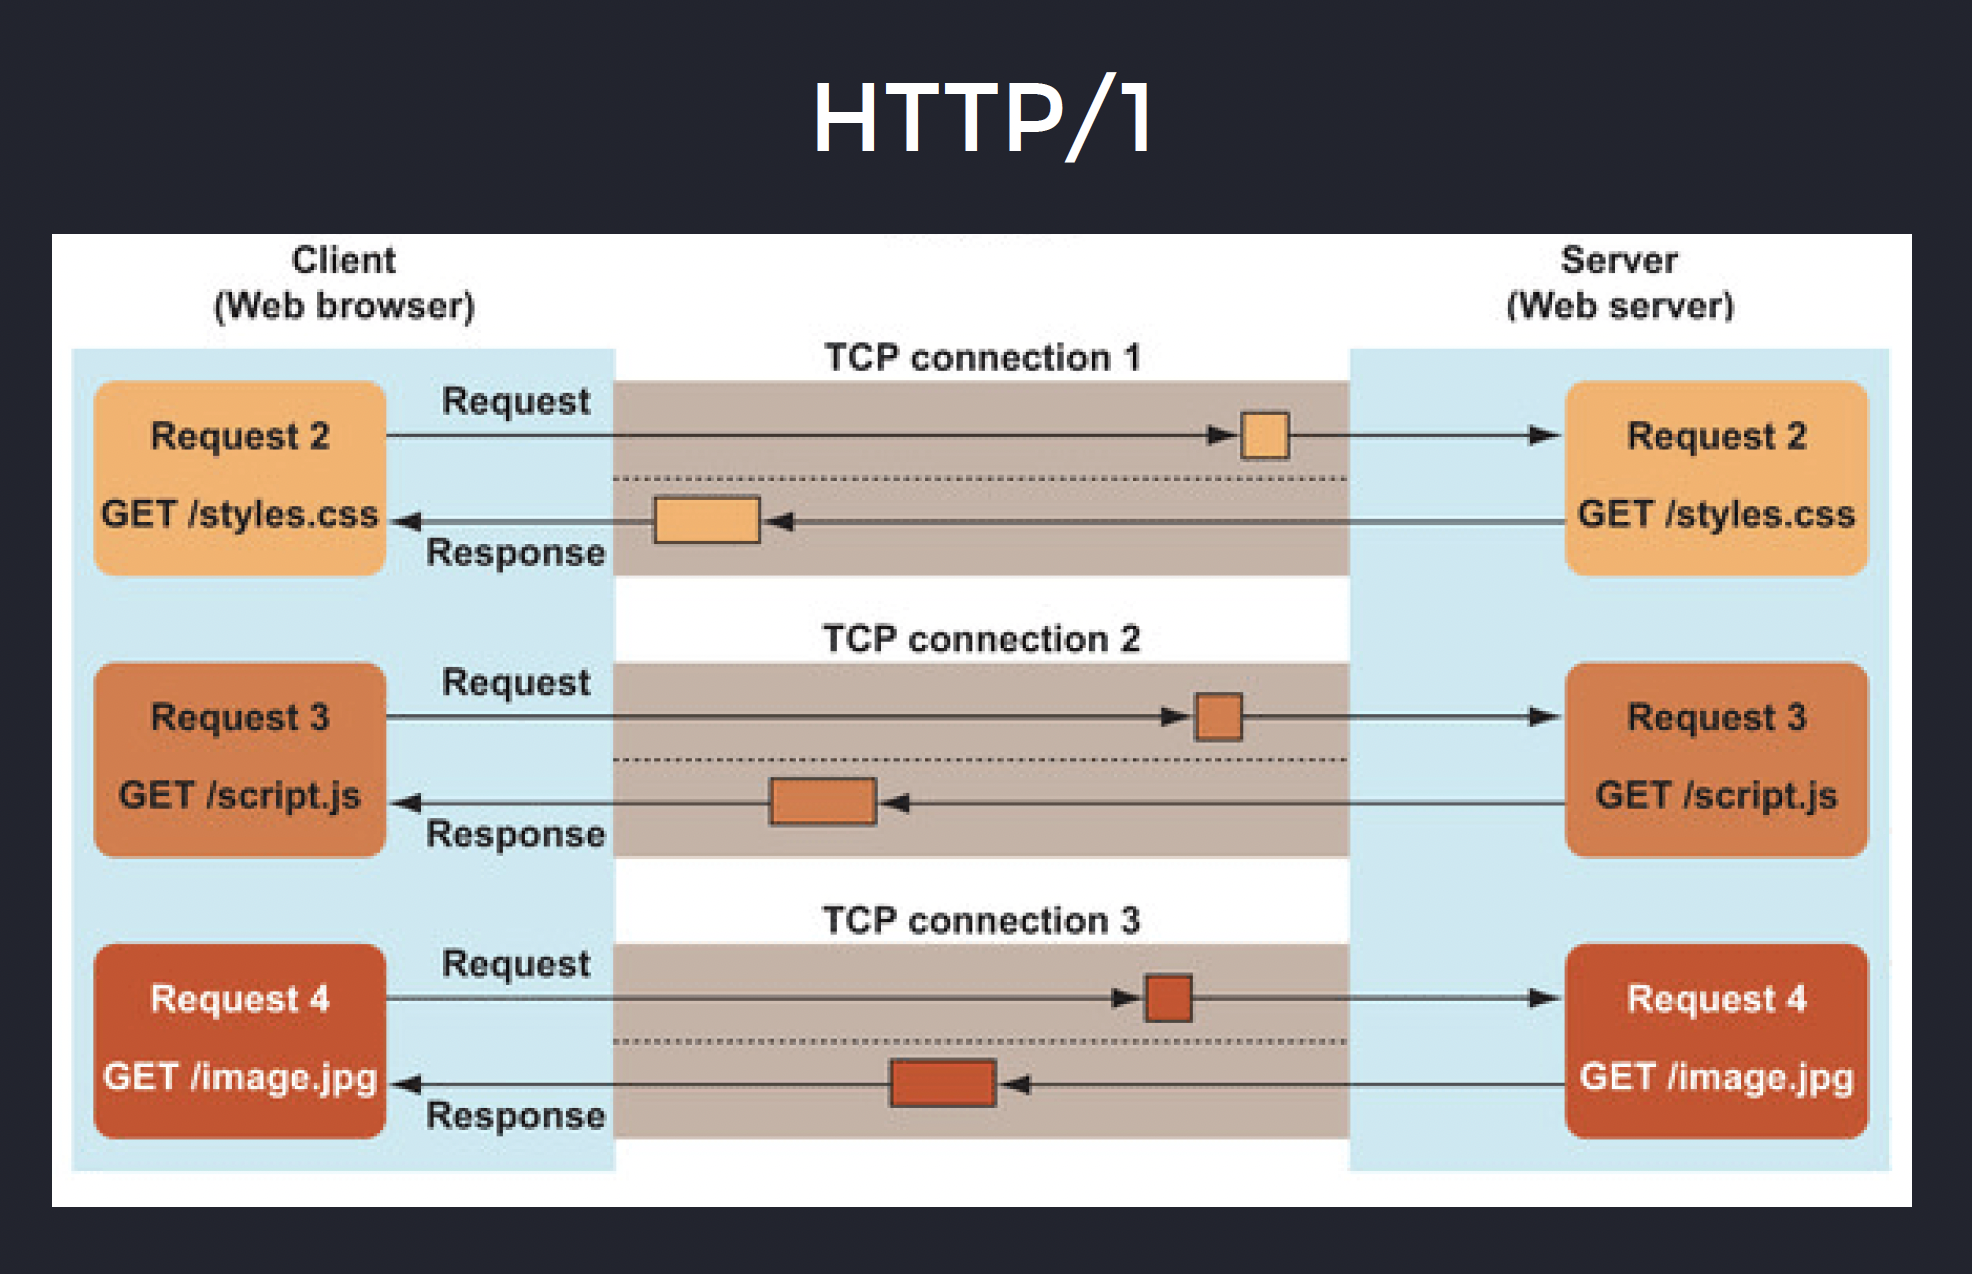 HTTP/1
Client
(Web browser)
Server
(Web server)
TCP connection 1
Request 2
GET /styles.css
Request
Response
Request 2
GET /styles.css
TCP connection 2
Request 3
GET /script.js
Request
Response
Request 3
GET /script.js
TCP connection 3
Request 4
GET /image.jpg
Request
Response
Request 4
GET /image.jpg